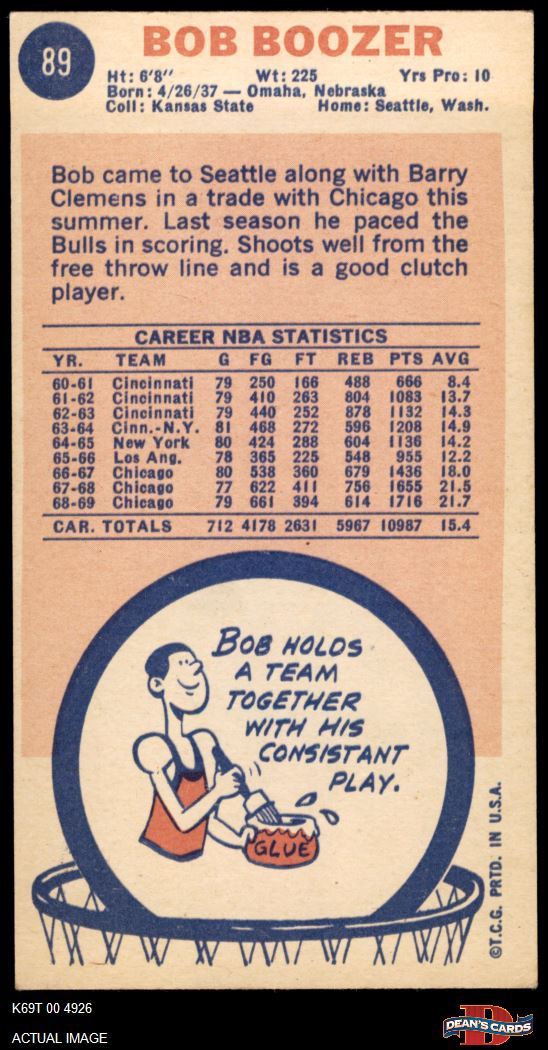 89
BOB BOOZER
Ht: 6'8" Wt: 225 Yrs Pro: 10
Born: 4/26/37 — Omaha, Nebraska
Coll: Kansas State Home: Seattle, Wash.
Bob came to Seattle along with Barry
Clemens in a trade with Chicago this
summer. Last season he paced the
Bulls in scoring. Shoots well from the
free throw line and is a good clutch
player.
CAREER NBA STATISTICS
YR. TEAM G FG FT REB PTS AVG
60-61 Cincinnati 79 250 166 488 666 8.4
61-62 Cincinnati 79 410 263 804 1083 13.7
62-63 Cincinnati 79 440 252 878 1132 14.3
63-64 Cinn.-N.Y. 81 468 272 596 1208 14.9
64-65 New York 80 424 288 604 1136 14.2
65-66 Los Ang. 78 365 225 548 955 12.2
66-67 Chicago 80 538 360 679 1436 18.0
67-68 Chicago 77 622 411 756 1655 21.5
68-69 Chicago 79 661 394 614 1716 21.7
CAR. TOTALS 712 4178 2631 5967 10987 15.4
BOB HOLDS
A TEAM
TOGETHER
WITH HIS
CONSISTANT
PLAY.
GLUE
©T.C.G. PRTD. IN U.S.A.
K69T 00 4926
ACTUAL IMAGE
D
DEAN'S CARDS